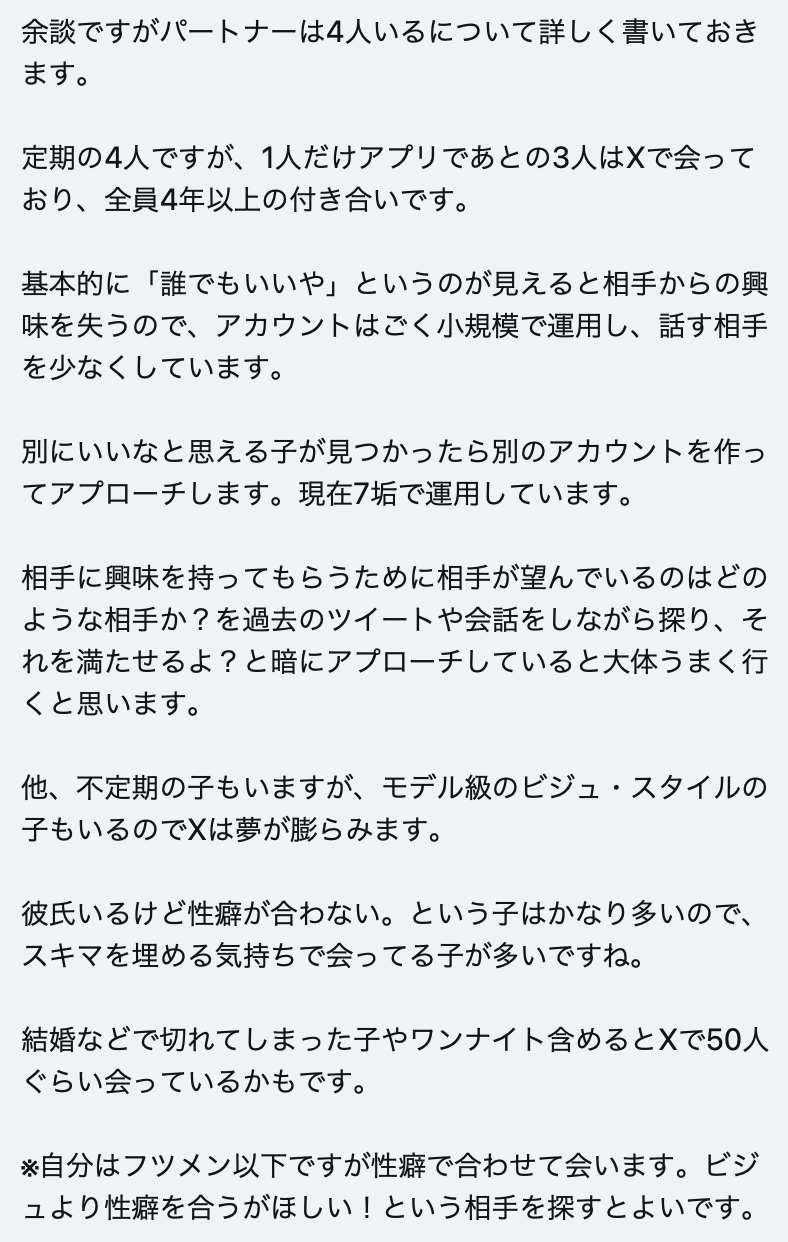 余談ですがパートナーは4人いるについて詳しく書いておき
ます。
定期の4人ですが、1人だけアプリであとの3人はXで会って
おり、全員4年以上の付き合いです。
基本的に「誰でもいいや」というのが見えると相手からの興
味を失うので、アカウントはごく小規模で運用し、話す相手
を少なくしています。
別にいいなと思える子が見つかったら別のアカウントを作っ
てアプローチします。現在7垢で運用しています。
相手に興味を持ってもらうために相手が望んでいるのはどの
ような相手か？を過去のツイートや会話をしながら探り、そ
れを満たせるよ？と暗にアプローチしていると大体うまく行
くと思います。
他、不定期の子もいますが、モデル級のビジュ・スタイルの
子もいるのでXは夢が膨らみます。
彼氏いるけど性癖が合わない。という子はかなり多いので、
スキマを埋める気持ちで会ってる子が多いですね。
結婚などで切れてしまった子やワンナイト含めるとXで50人
ぐらい会っているかもです。
※自分はフツメン以下ですが性癖で合わせて会います。ビジ
ュより性癖を合うがほしい！という相手を探すとよいです。